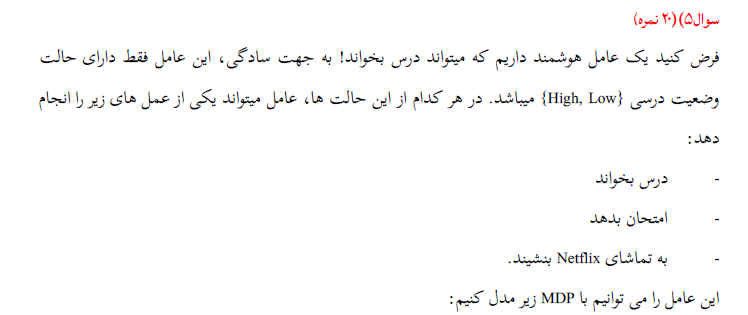 سوال۵) (۲۰ نمره)
فرض کنید یک عامل هوشمند داریم که میتواند درس بخواند! به جهت سادگی، این عامل فقط دارای حالت
وضعیت درسی {High, Low} میباشد. در هر کدام از این حالت ها، عامل میتواند یکی از عمل های زیر را انجام
دهد:
- درس بخواند
- امتحان بدهد
- به تماشای Netflix بنشیند.
این عامل را می توانیم با MDP زیر مدل کنیم: